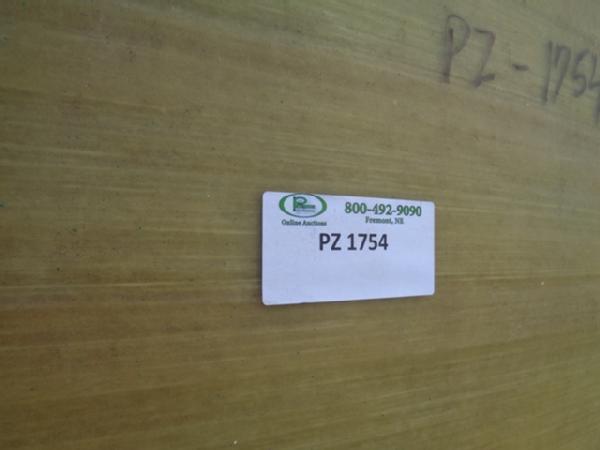 PZ-1754
800-492-9090
Online Auctions
Fremont, NE
PZ 1754